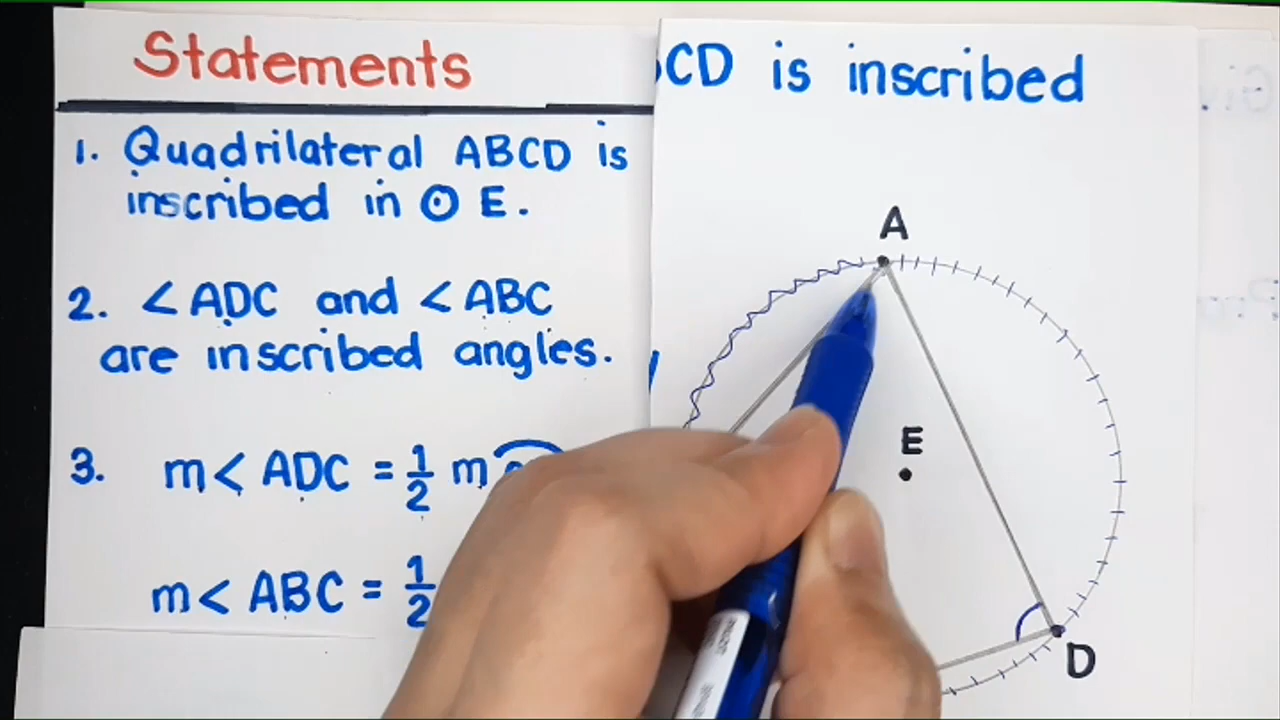 Statements
1. Quadrilateral ABCD is
inscribed in ⊙ E.
2. <ADC and <ABC
are inscribed angles.
3. m< ADC = 1/2 m
m< ABC = 1/2
CD is inscribed
A
E
D